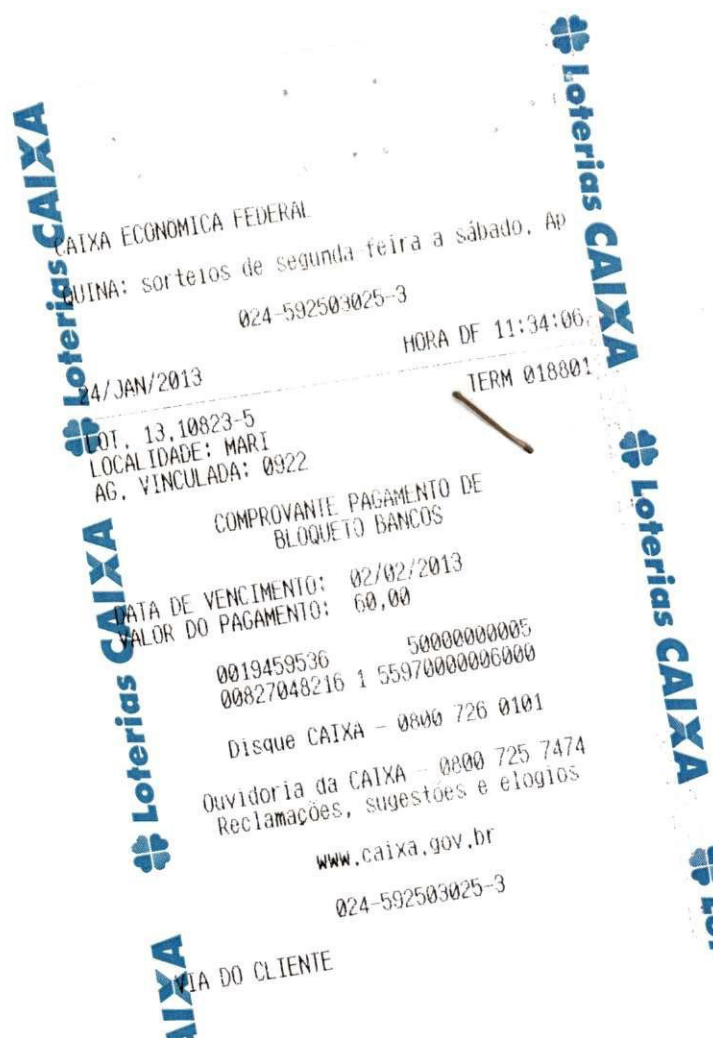 CAIXA ECONOMICA FEDERAL
QUINA: sorteios de segunda-feira a sábado, Ap
024-592503025-3
24/JAN/2013 HORA DF 11:34:06
LOT. 13.10823-5 TERM 018801
LOCALIDADE: MARI
AG. VINCULADA: 0922
COMPROVANTE PAGAMENTO DE
BLOQUETO BANCOS
DATA DE VENCIMENTO: 02/02/2013
VALOR DO PAGAMENTO: 60,00
0019459536 50000000005
00827048216 1 55970000006000
Disque CAIXA - 0800 726 0101
Ouvidoria da CAIXA - 0800 725 7474
Reclamações, sugestões e elogios
www.caixa.gov.br
024-592503025-3
VIA DO CLIENTE
Loterias CAIXA
Loterias CAIXA
AIXA
Loterias CAIXA
Loterias CAIXA